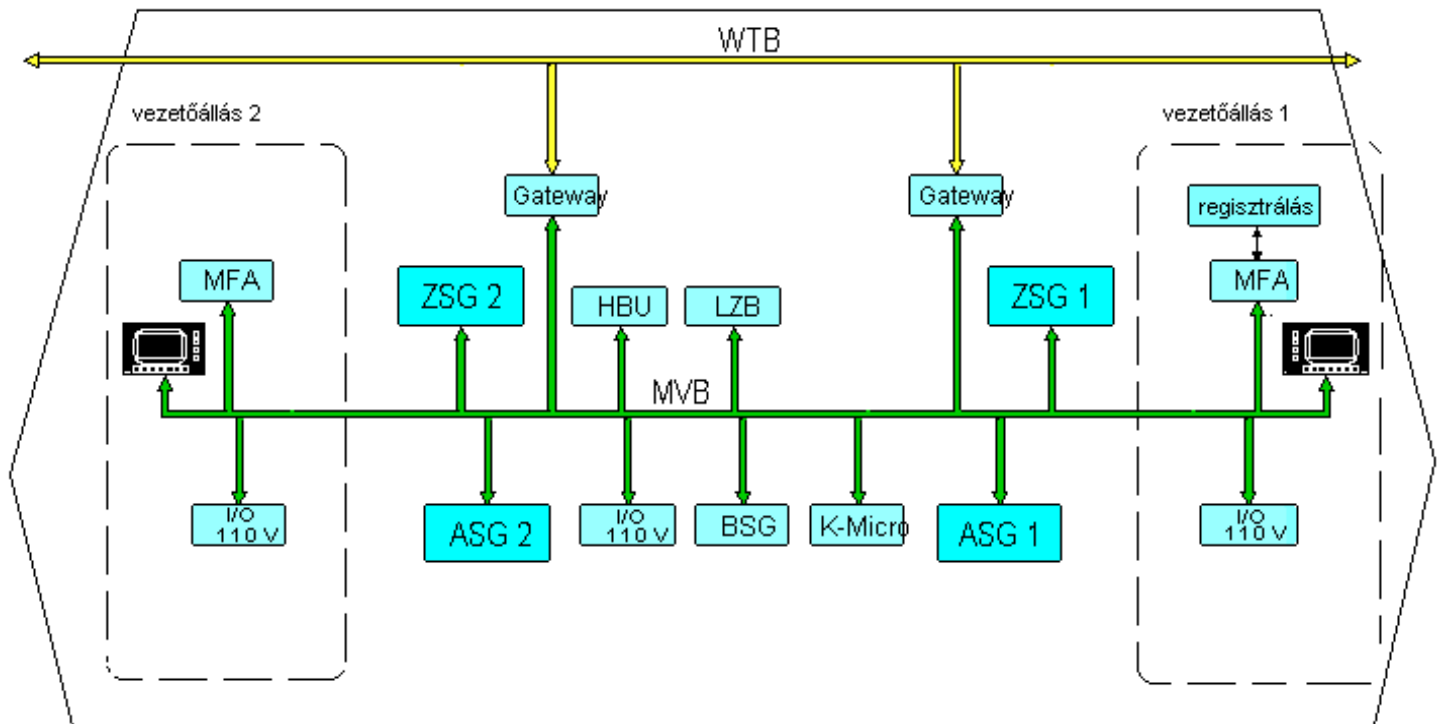 WTB
vezetőállás 2
vezetőállás 1
Gateway
Gateway
regisztrálás
MFA
ZSG 2
HBU
LZB
ZSG 1
MFA
MVB
I/O
110 V
ASG 2
I/O
110 V
BSG
K-Micro
ASG 1
I/O
110 V